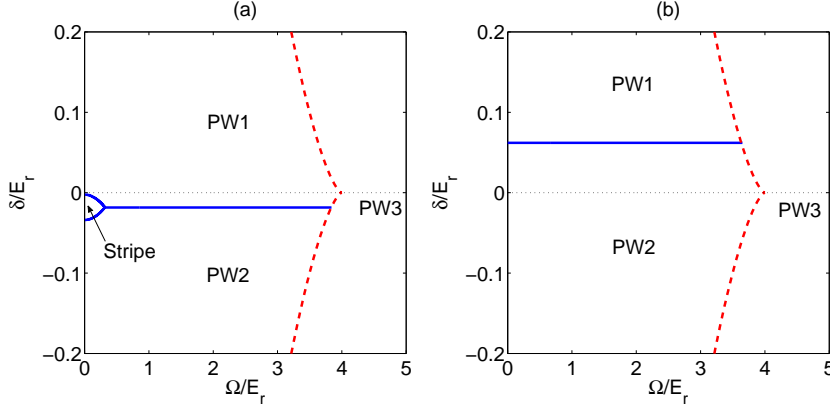 (a)
0.2
0.1
0
−0.1
−0.2
δ/E_r
PW1
PW3
Stripe
PW2
0 1 2 3 4 5
Ω/E_r
(b)
0.2
0.1
0
−0.1
−0.2
δ/E_r
PW1
PW3
PW2
0 1 2 3 4 5
Ω/E_r